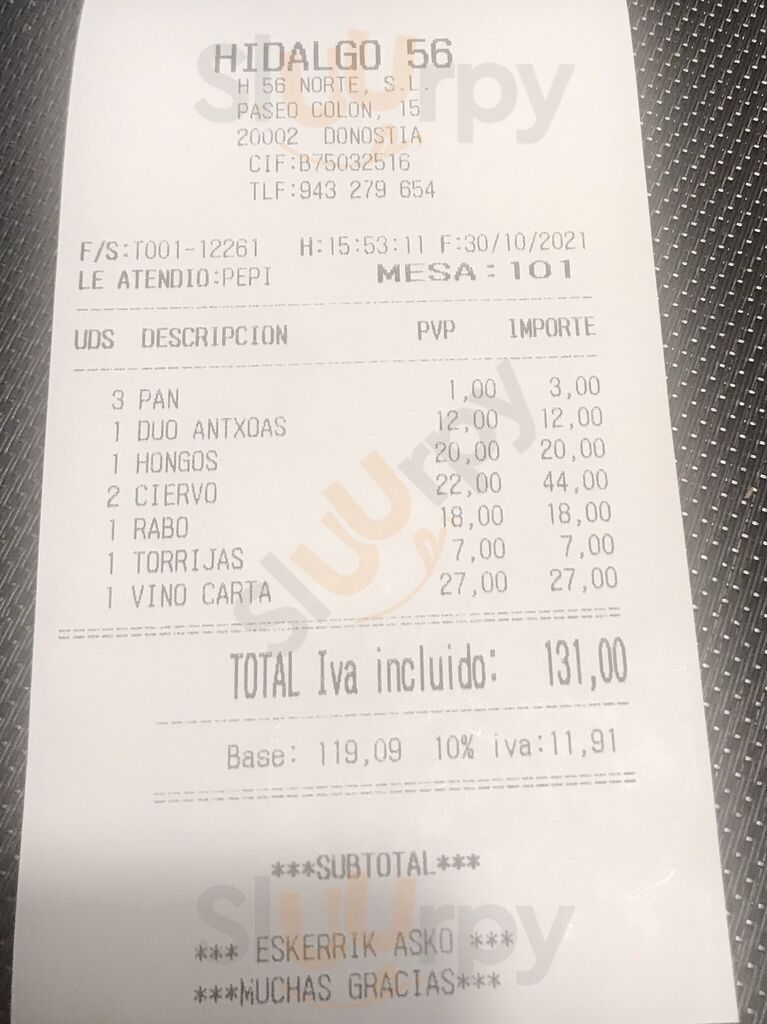 HIDALGO 56
H 56 NORTE, S.L.
PASEO COLON, 15
20002 DONOSTIA
CIF:B75032516
TLF:943 279 654
F/S:T001-12261 H:15:53:11 F:30/10/2021
LE ATENDIO:PEPI MESA:101
UDS DESCRIPCION PVP IMPORTE
3 PAN 1,00 3,00
1 DUO ANTXOAS 12,00 12,00
1 HONGOS 20,00 20,00
2 CIERVO 22,00 44,00
1 RABO 18,00 18,00
1 TORRIJAS 7,00 7,00
1 VINO CARTA 27,00 27,00
TOTAL Iva incluido: 131,00
Base: 119,09 10% iva:11,91
***SUBTOTAL***
*** ESKERRIK ASKO ***
***MUCHAS GRACIAS***
Sluurpy
Sluurpy
Sluurpy